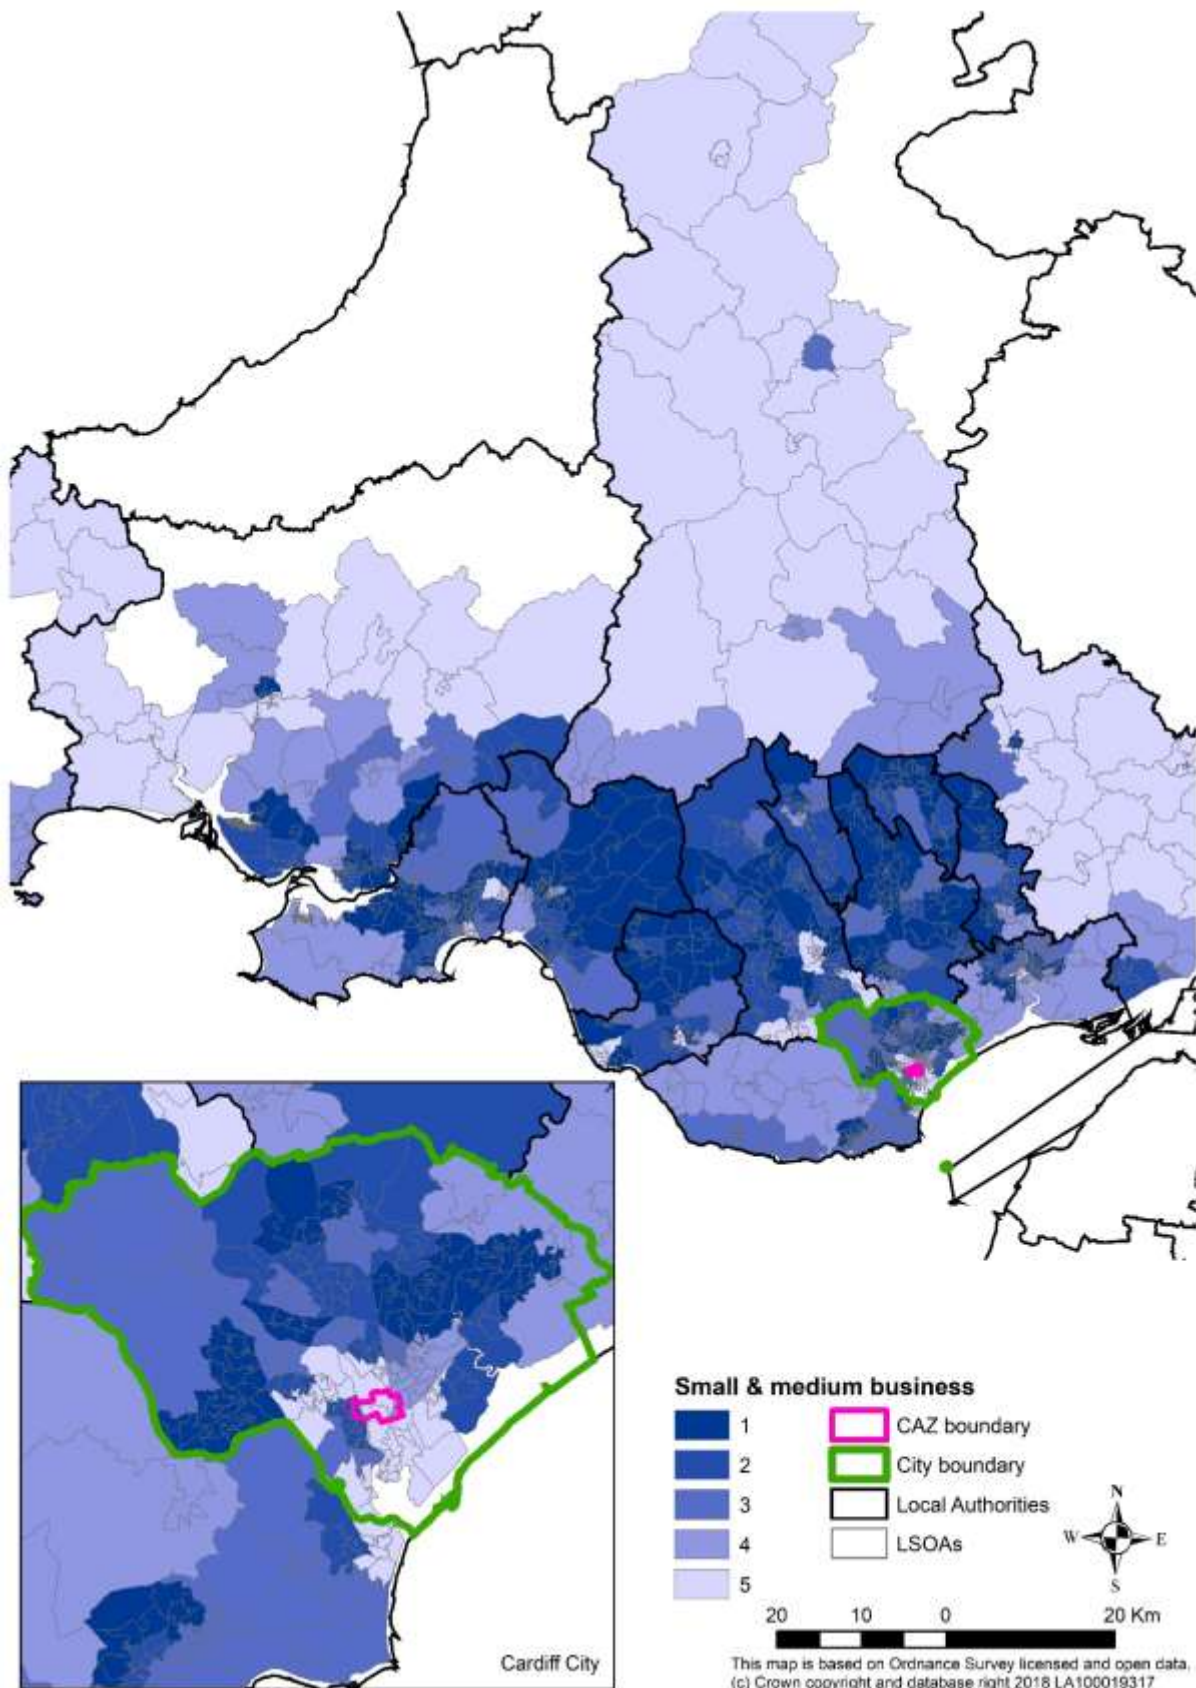 Cardiff City
Small & medium business
1
2
3
4
5
CAZ boundary
City boundary
Local Authorities
LSOAs
N
W
E
S
20 10 0 20 Km
This map is based on Ordnance Survey licensed and open data,
(c) Crown copyright and database right 2018 LA100019317